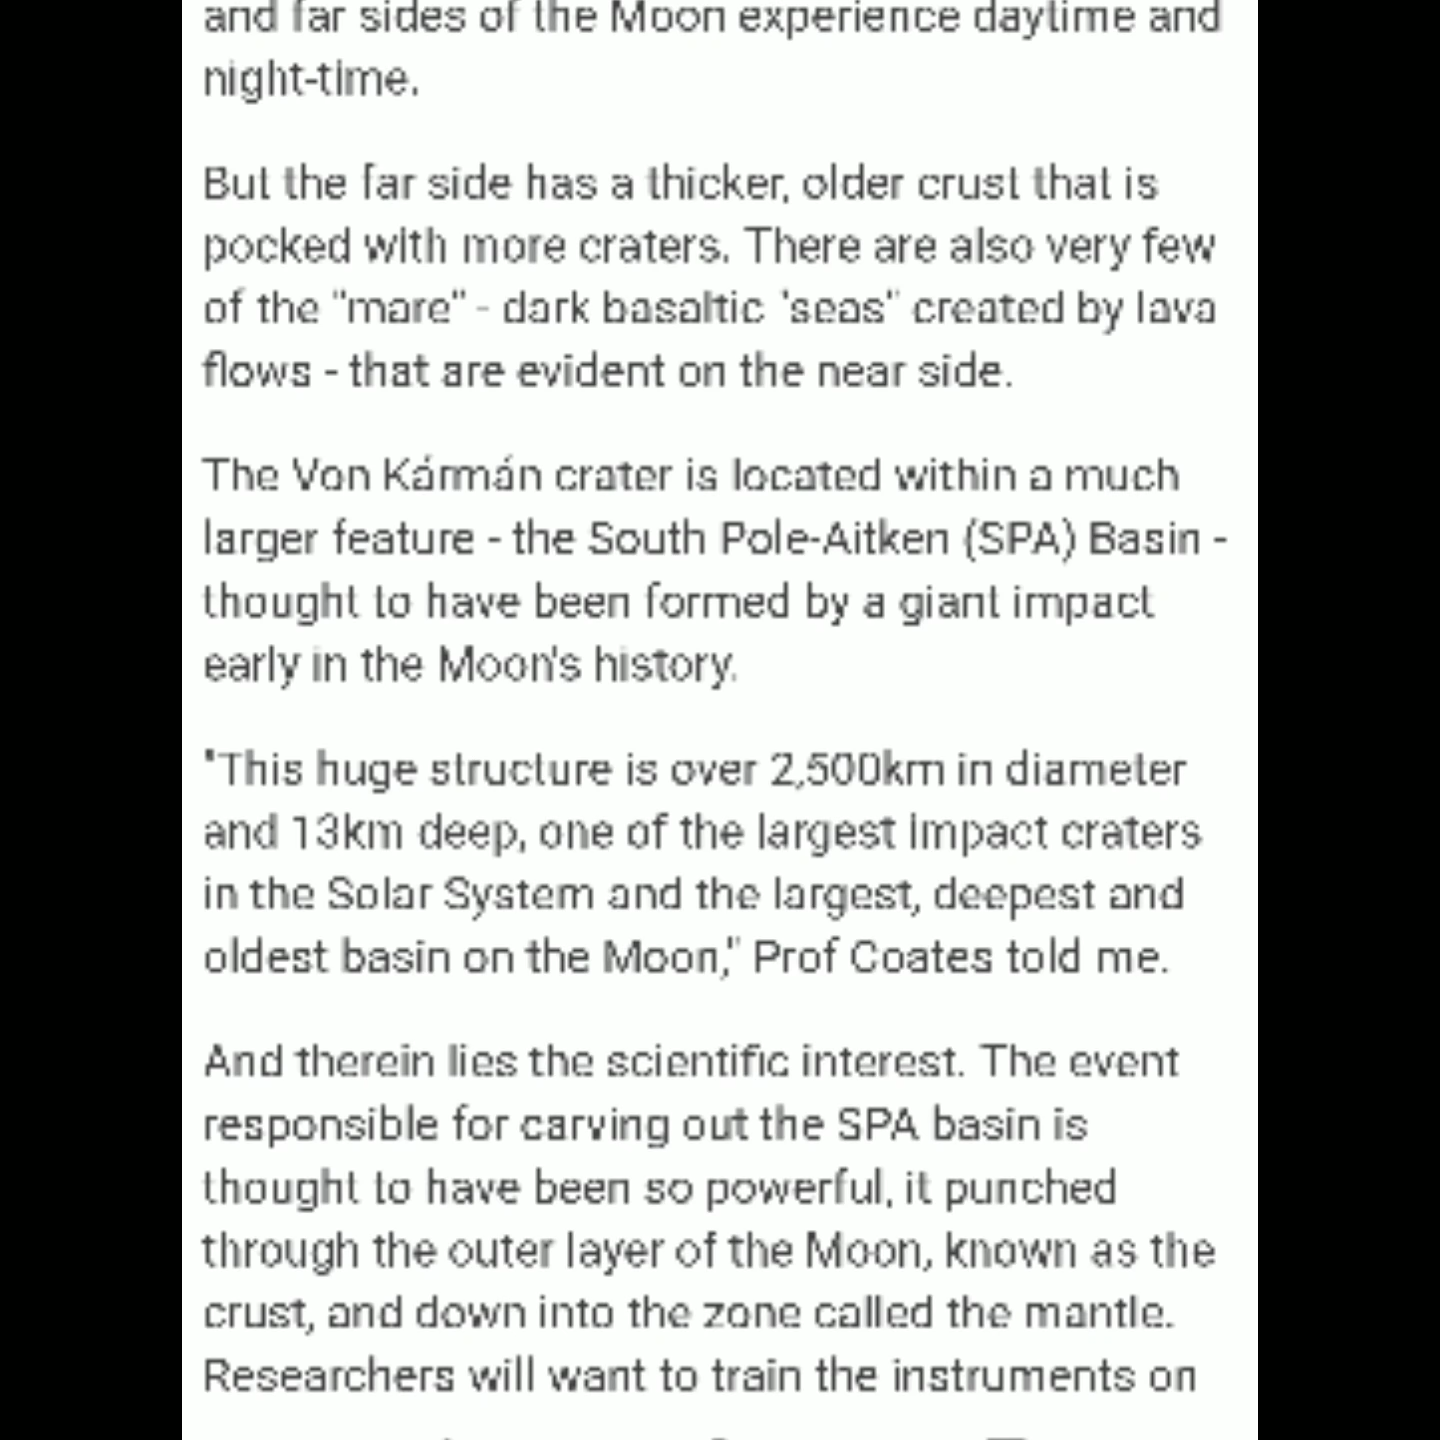 and far sides of the Moon experience daytime and
night-time.
But the far side has a thicker, older crust that is
pocked with more craters. There are also very few
of the "mare" - dark basaltic "seas" created by lava
flows - that are evident on the near side.
The Von Kármán crater is located within a much
larger feature - the South Pole-Aitken (SPA) Basin -
thought to have been formed by a giant impact
early in the Moon's history.
"This huge structure is over 2,500km in diameter
and 13km deep, one of the largest impact craters
in the Solar System and the largest, deepest and
oldest basin on the Moon," Prof Coates told me.
And therein lies the scientific interest. The event
responsible for carving out the SPA basin is
thought to have been so powerful, it punched
through the outer layer of the Moon, known as the
crust, and down into the zone called the mantle.
Researchers will want to train the instruments on